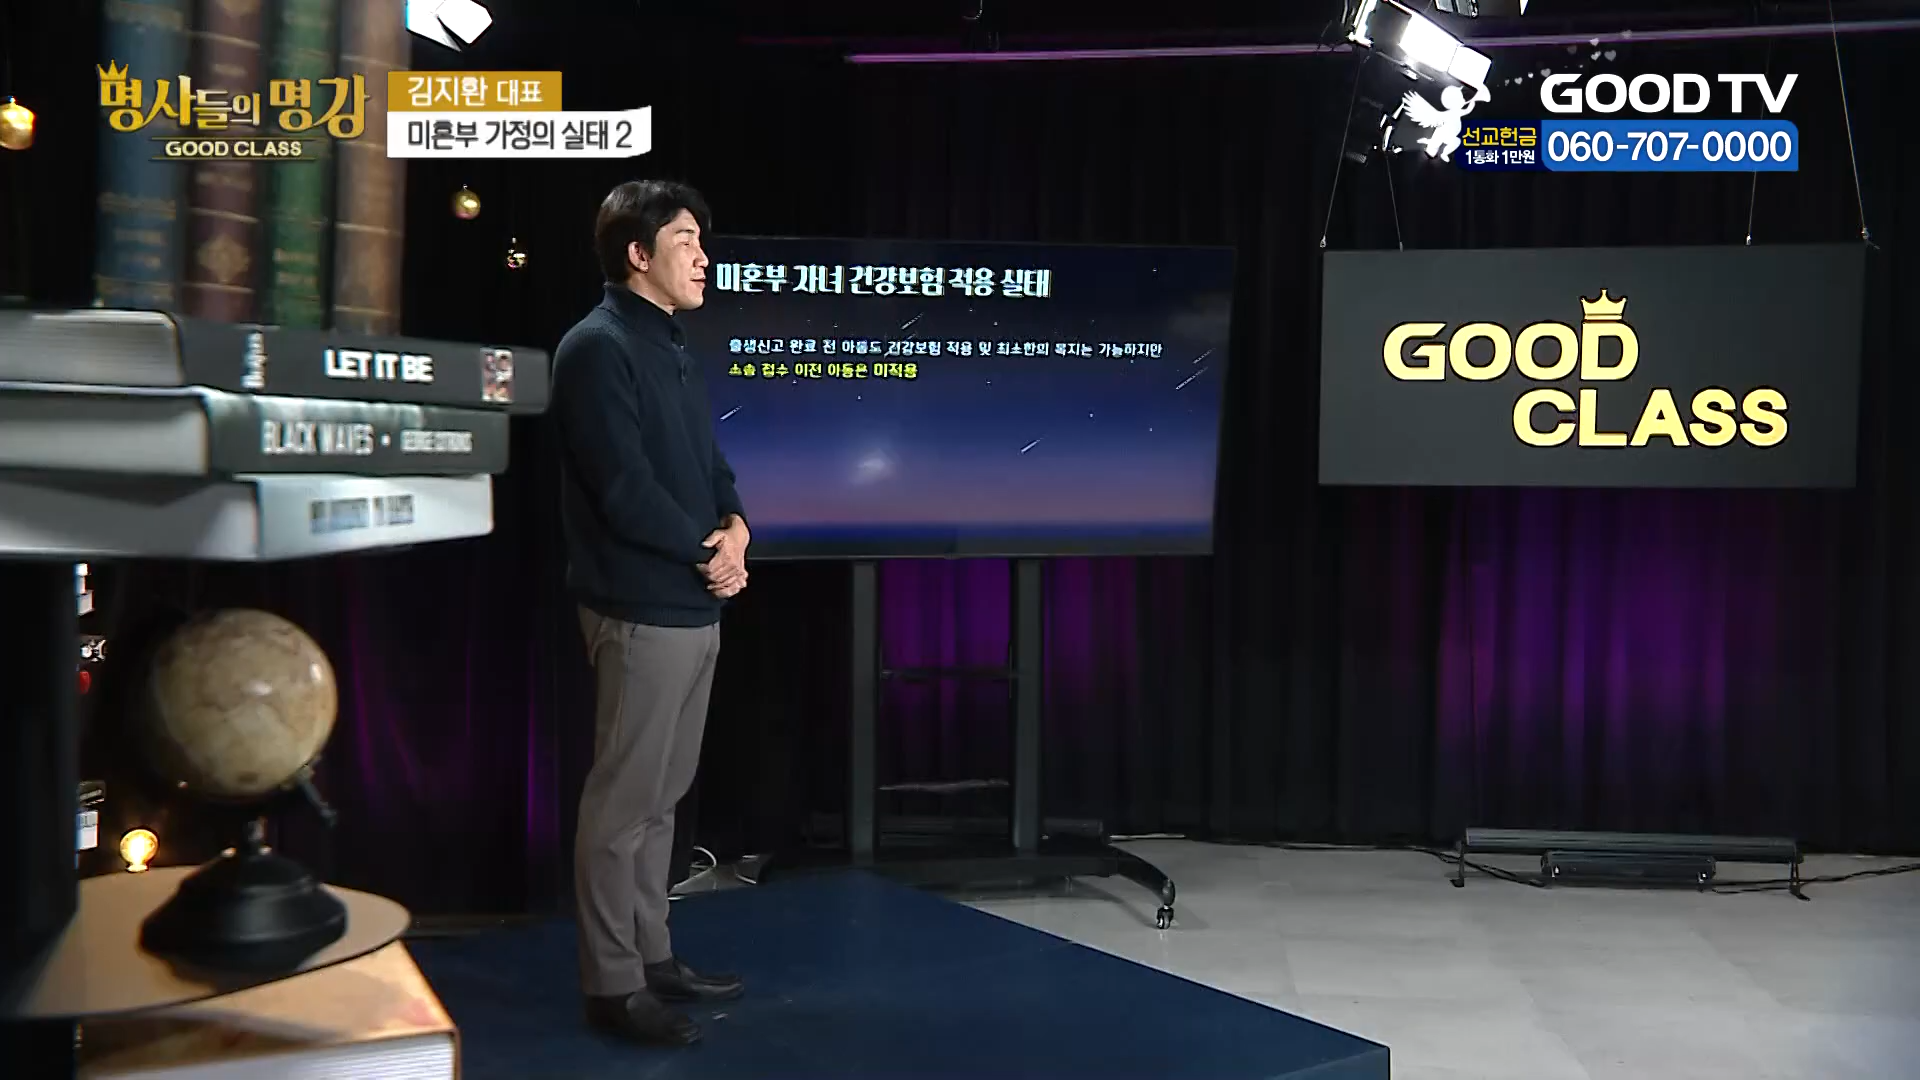 명사들의 명강
GOOD CLASS
김지환 대표
미혼부 가정의 실태 2
GOOD TV
선교헌금
1통화 1만원
060-707-0000
미혼부 자녀 건강보험 적용 실태
출생신고 완료 전 아동도 건강보험 적용 및 최소한의 복지는 가능하지만
소송 접수 이전 아동은 미적용
GOOD
CLASS
LET IT BE
BLACK WAVES •